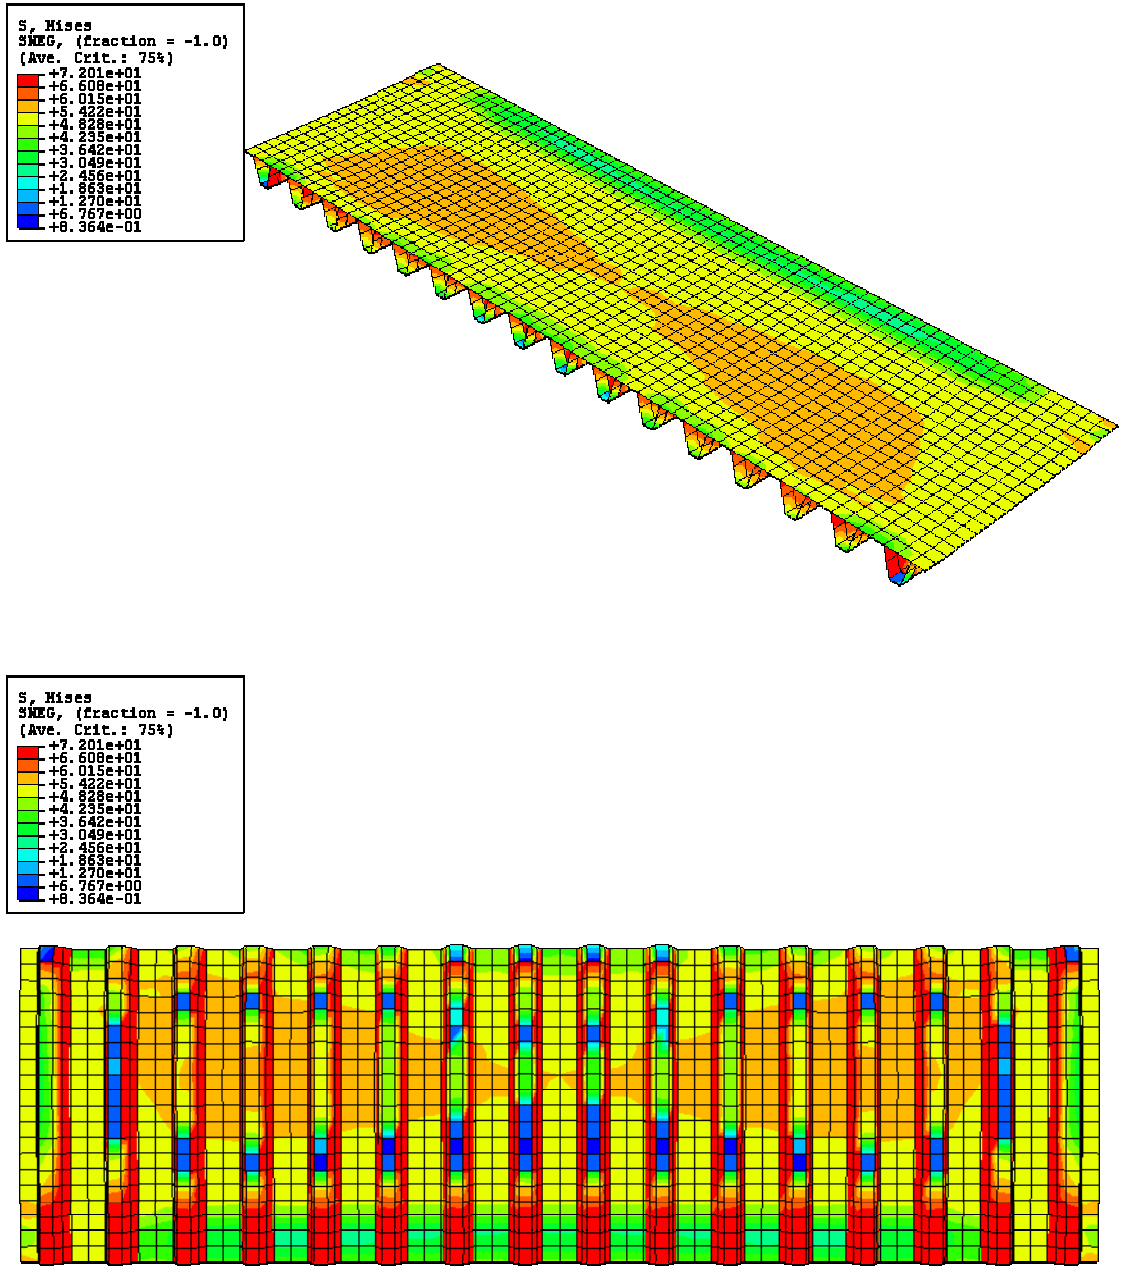 S, Mises
SNEG, (fraction = -1.0)
(Ave. Crit.: 75%)
+7.201e+01
+6.608e+01
+6.015e+01
+5.422e+01
+4.828e+01
+4.235e+01
+3.642e+01
+3.049e+01
+2.456e+01
+1.863e+01
+1.270e+01
+6.767e+00
+8.364e-01
S, Mises
SNEG, (fraction = -1.0)
(Ave. Crit.: 75%)
+7.201e+01
+6.608e+01
+6.015e+01
+5.422e+01
+4.828e+01
+4.235e+01
+3.642e+01
+3.049e+01
+2.456e+01
+1.863e+01
+1.270e+01
+6.767e+00
+8.364e-01